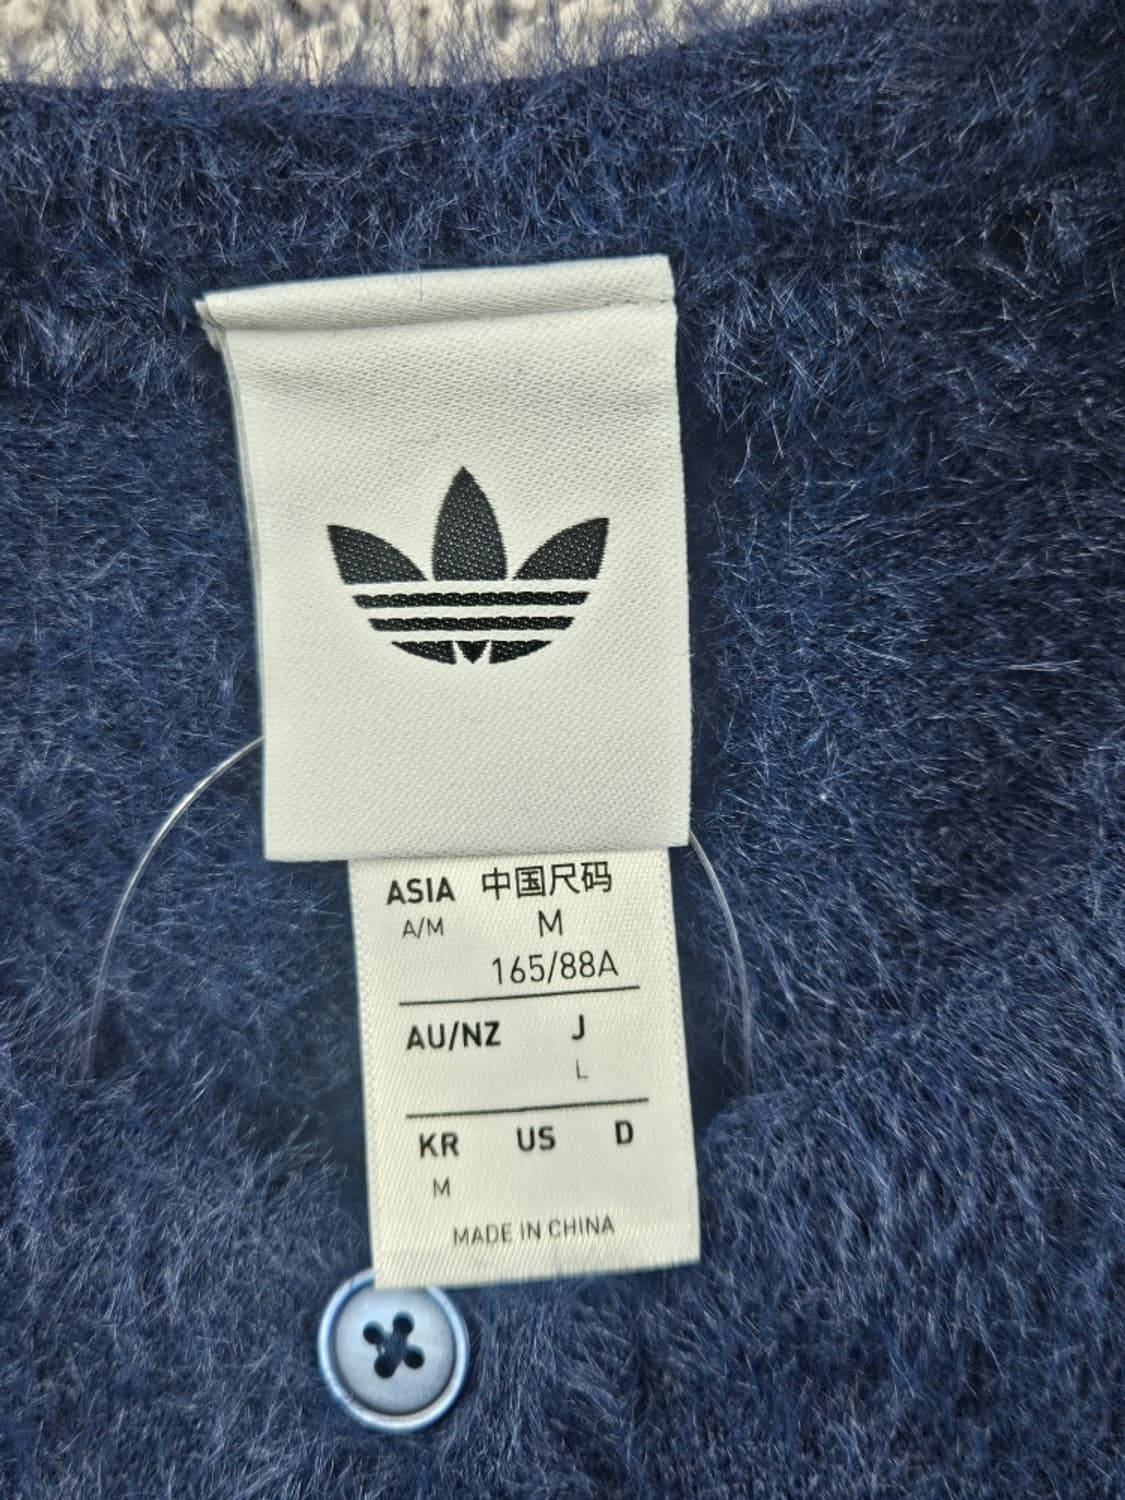 ASIA 中国尺码
A/M M
165/88A
AU/NZ J
L
KR US D
M
MADE IN CHINA